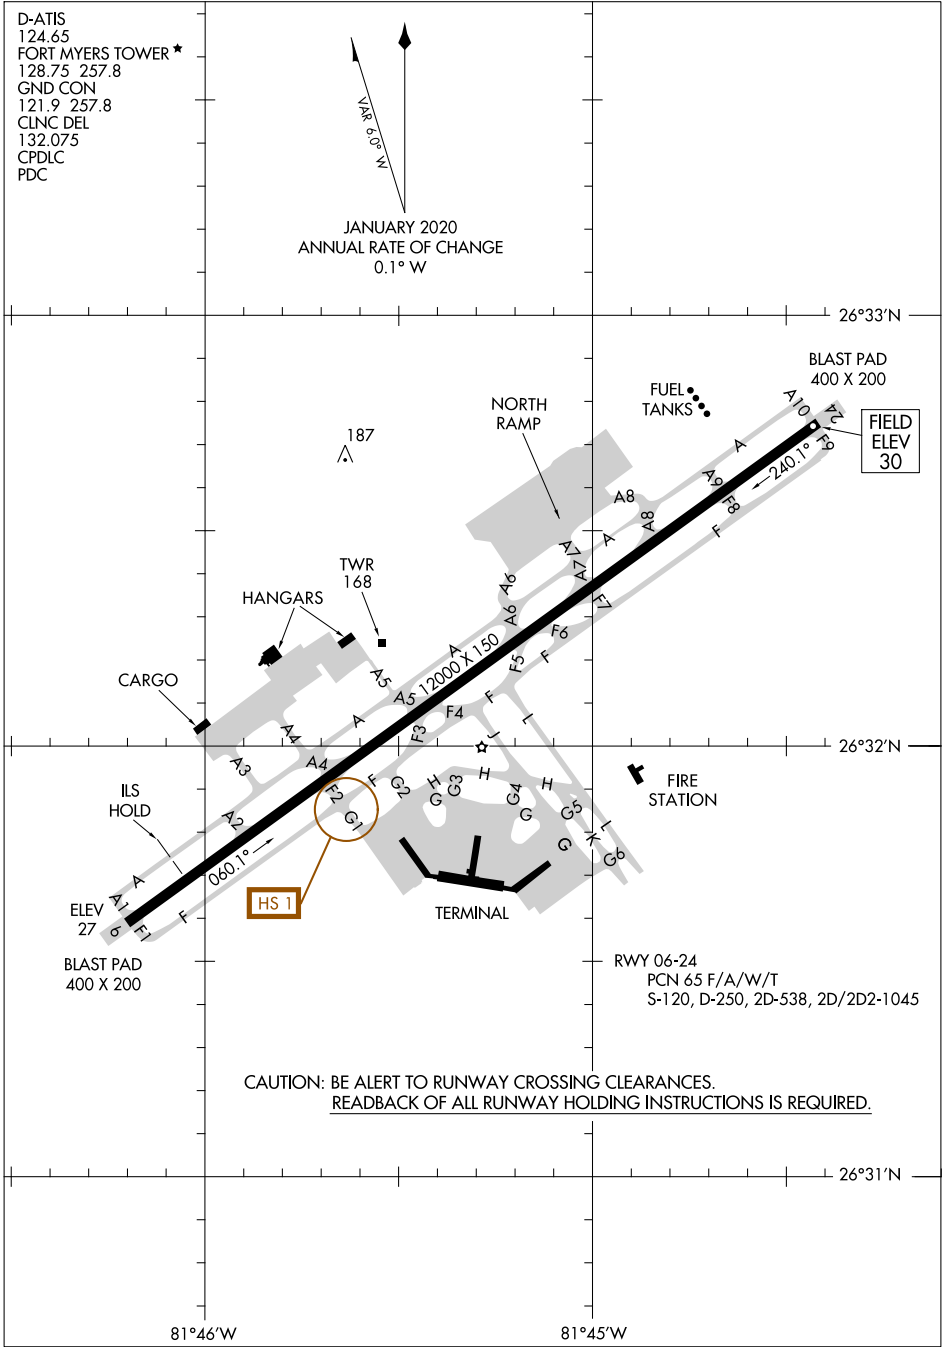 D-ATIS
124.65
FORT MYERS TOWER ★
128.75 257.8
GND CON
121.9 257.8
CLNC DEL
132.075
CPDLC
PDC
VAR 6.0° W
JANUARY 2020
ANNUAL RATE OF CHANGE
0.1° W
26°33'N
BLAST PAD
400 X 200
FUEL
TANKS
A10
24
NORTH
RAMP
FIELD
ELEV
30
187
A
F9
240.1°
A9
A8
F8
A8
F
A
A7
TWR
168
A7
A6
HANGARS
F7
A6
F6
A
F5
F
A5
12000 X 150
CARGO
A5
F
F4
L
A
A4
F3
J
26°32'N
A3
A4
H
FIRE
STATION
F
G2
H
G3
H
ILS
HOLD
F2
G
G4
G5
G
G1
A2
L
K
G
G6
060.1°
A
HS 1
A1
ELEV
27
F
TERMINAL
6
F1
BLAST PAD
400 X 200
RWY 06-24
PCN 65 F/A/W/T
S-120, D-250, 2D-538, 2D/2D2-1045
CAUTION: BE ALERT TO RUNWAY CROSSING CLEARANCES.
READBACK OF ALL RUNWAY HOLDING INSTRUCTIONS IS REQUIRED.
26°31'N
81°46'W
81°45'W